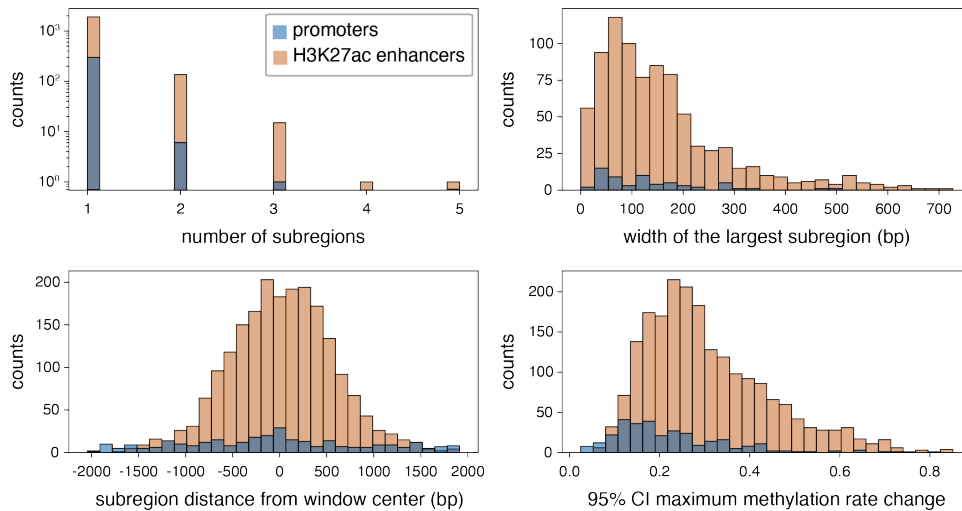 10³
10²
10¹
10⁰
counts
promoters
H3K27ac enhancers
1 2 3 4 5
number of subregions
100
75
50
25
0
counts
0 100 200 300 400 500 600 700
width of the largest subregion (bp)
200
150
100
50
0
counts
-2000 -1500 -1000 -500 0 500 1000 1500 2000
subregion distance from window center (bp)
200
150
100
50
0
counts
0.0 0.2 0.4 0.6 0.8
95% CI maximum methylation rate change